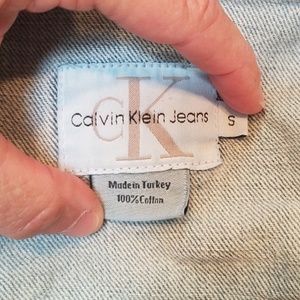 cK
Calvin Klein Jeans
S
Made in Turkey
100% Cotton